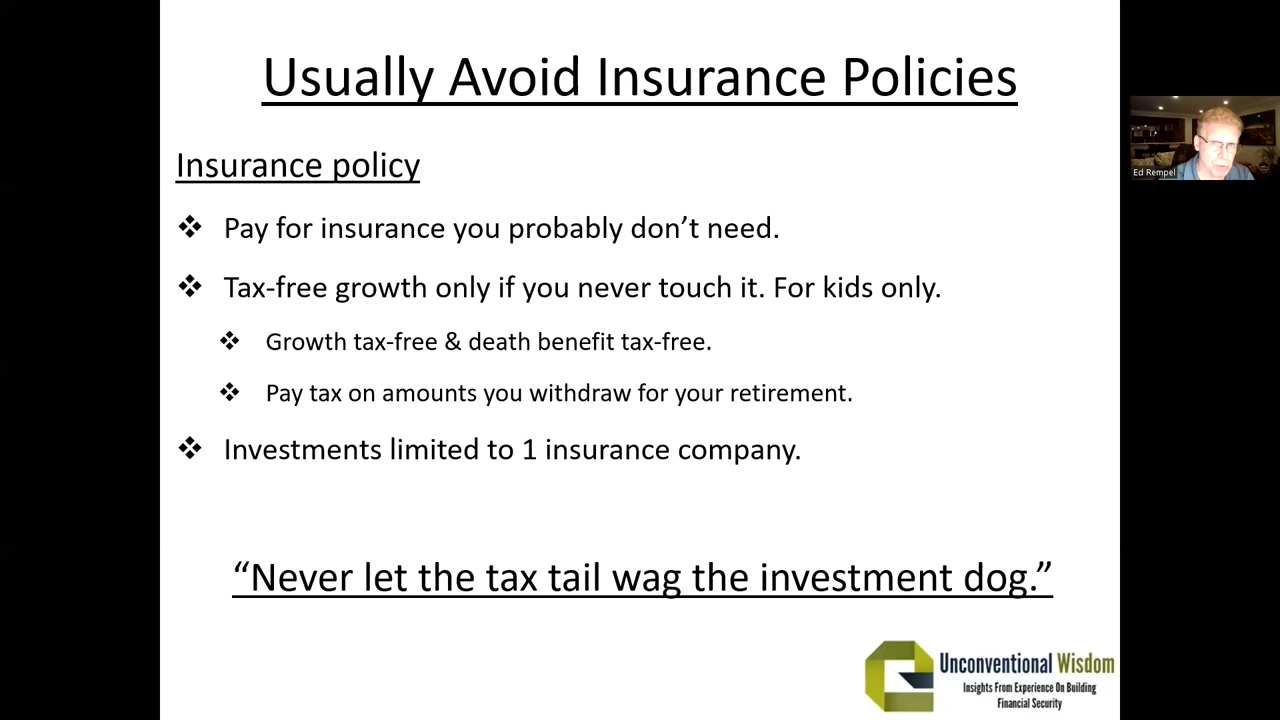 Usually Avoid Insurance Policies
Insurance policy
❖ Pay for insurance you probably don’t need.
❖ Tax-free growth only if you never touch it. For kids only.
❖ Growth tax-free & death benefit tax-free.
❖ Pay tax on amounts you withdraw for your retirement.
❖ Investments limited to 1 insurance company.
“Never let the tax tail wag the investment dog.”
Ed Rempel
Unconventional Wisdom
Insights From Experience On Building
Financial Security